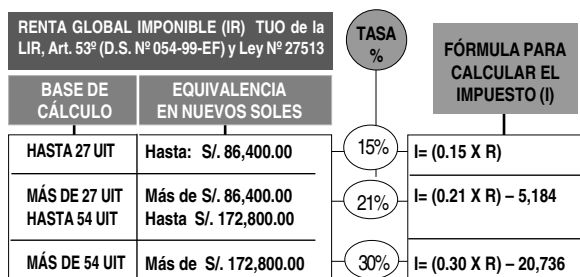 RENTA GLOBAL IMPONIBLE (IR) TUO de la
LIR, Art. 53º (D.S. Nº 054-99-EF) y Ley Nº 27513
TASA
%
FÓRMULA PARA
CALCULAR EL
IMPUESTO (I)
BASE DE
CÁLCULO
EQUIVALENCIA
EN NUEVOS SOLES
HASTA 27 UIT Hasta: S/. 86,400.00 15% I= (0.15 X R)
MÁS DE 27 UIT Más de S/. 86,400.00 21% I= (0.21 X R) – 5,184
HASTA 54 UIT Hasta S/. 172,800.00
MÁS DE 54 UIT Más de S/. 172,800.00 30% I= (0.30 X R) – 20,736